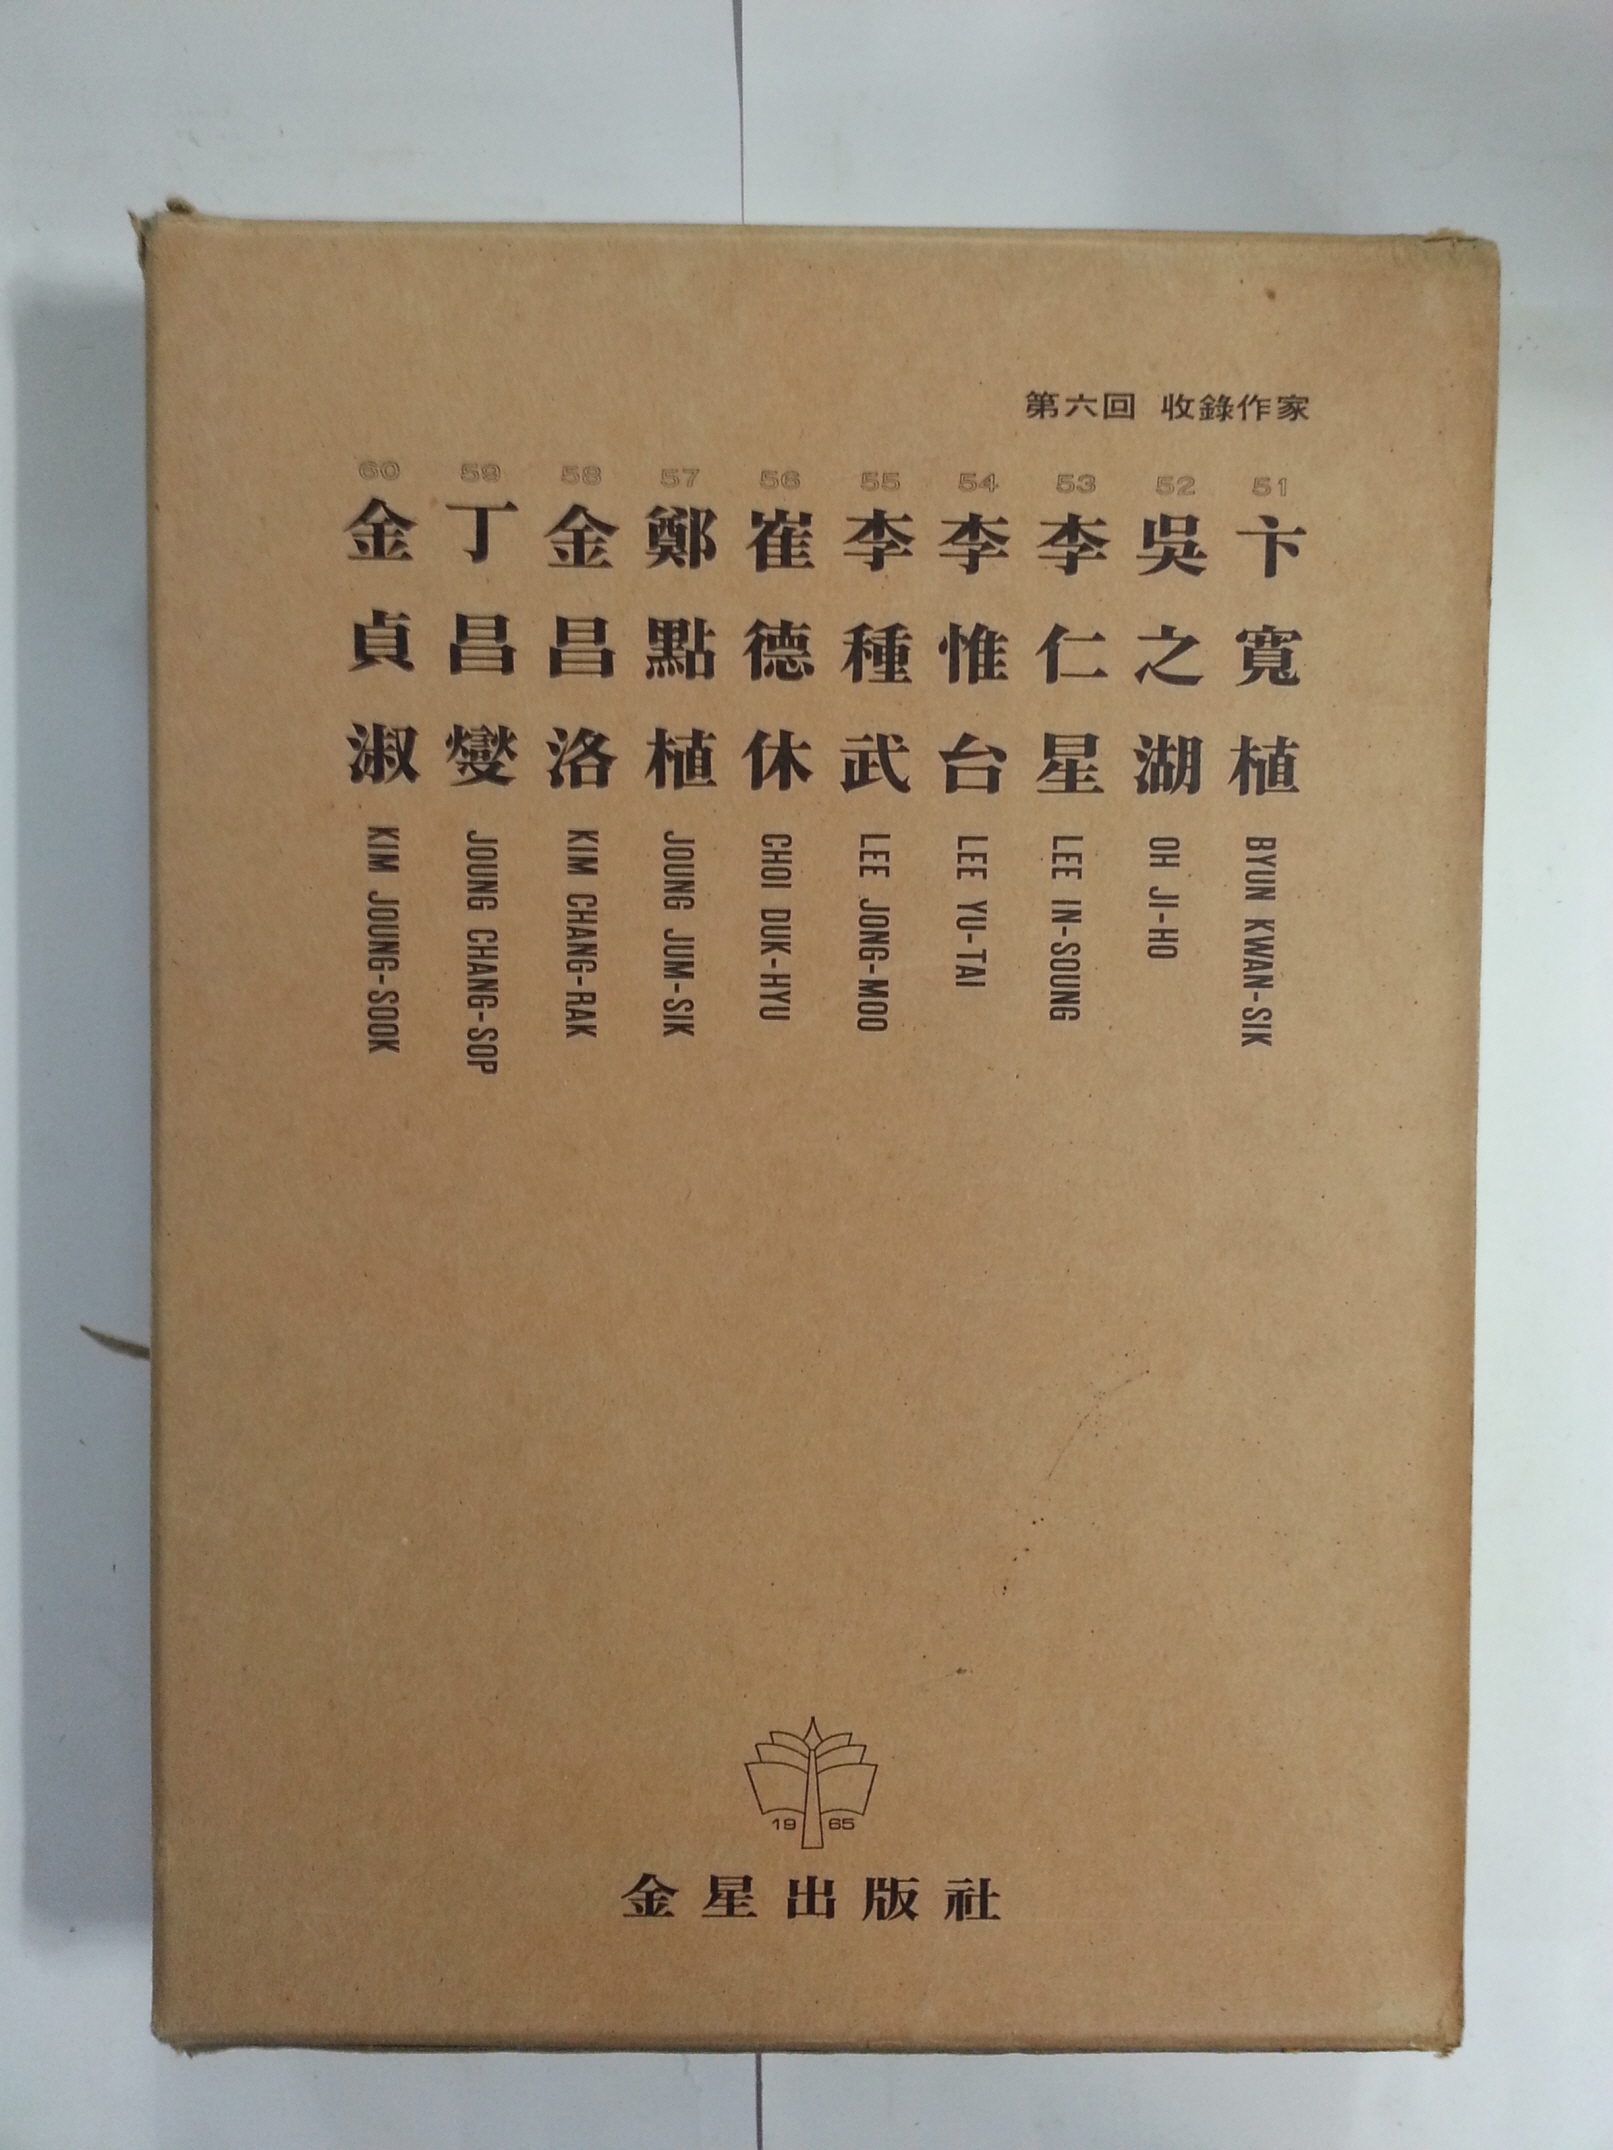 第六回 收錄作家
51 卞寬植 BYUN KWAN-SIK
52 吳之湖 OH JI-HO
53 李仁星 LEE IN-SOUNG
54 李惟台 LEE YU-TAI
55 李種武 LEE JONG-MOO
56 崔德休 CHOI DUK-HYU
57 鄭點植 JOUNG JUM-SIK
58 金昌洛 KIM CHANG-RAK
59 丁昌燮 JOUNG CHANG-SOP
60 金貞淑 KIM JOUNG-SOOK
1965
金星出版社